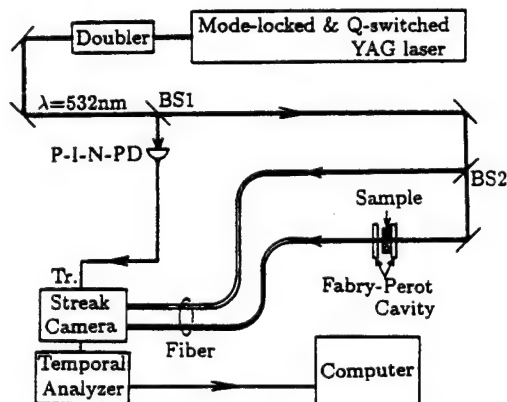 Doubler
Mode-locked & Q-switched
YAG laser
λ=532nm
BS1
P-I-N-PD
BS2
Sample
Fabry-Perot
Cavity
Tr.
Streak
Camera
Fiber
Temporal
Analyzer
Computer